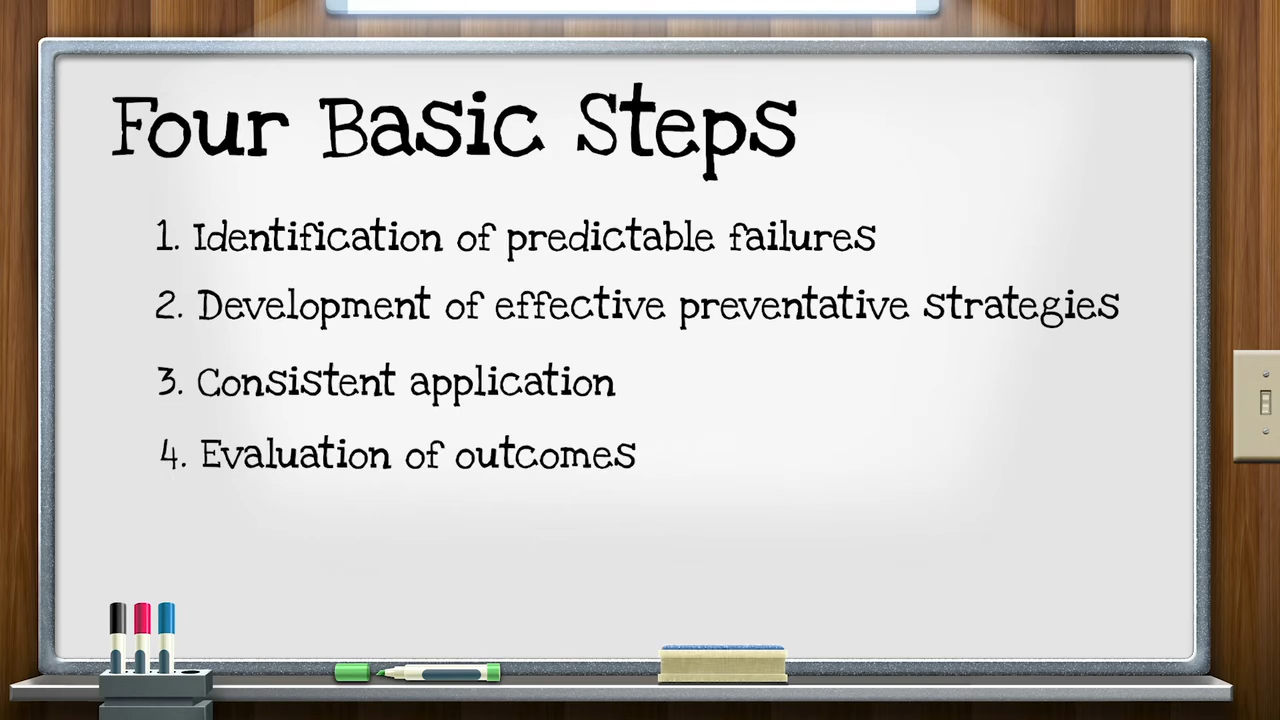 Four Basic Steps
1. Identification of predictable failures
2. Development of effective preventative strategies
3. Consistent application
4. Evaluation of outcomes